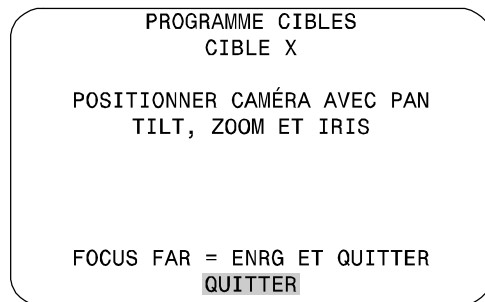 PROGRAMME CIBLES
CIBLE X
POSITIONNER CAMÉRA AVEC PAN
TILT, ZOOM ET IRIS
FOCUS FAR = ENRG ET QUITTER
QUITTER